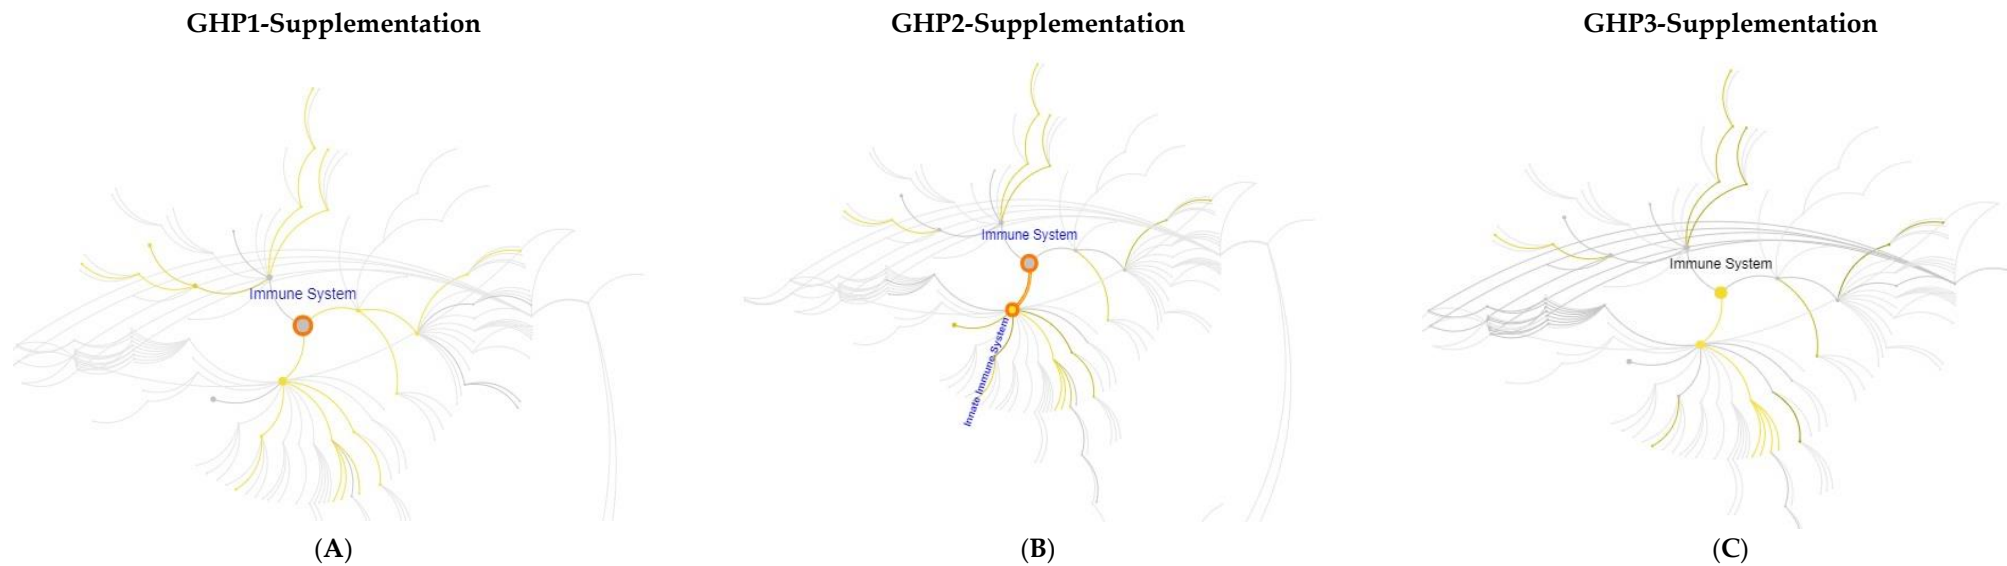 GHP1-Supplementation
GHP2-Supplementation
GHP3-Supplementation
Immune System
Immune System
Immune System
Innate Immune System
(A)
(B)
(C)